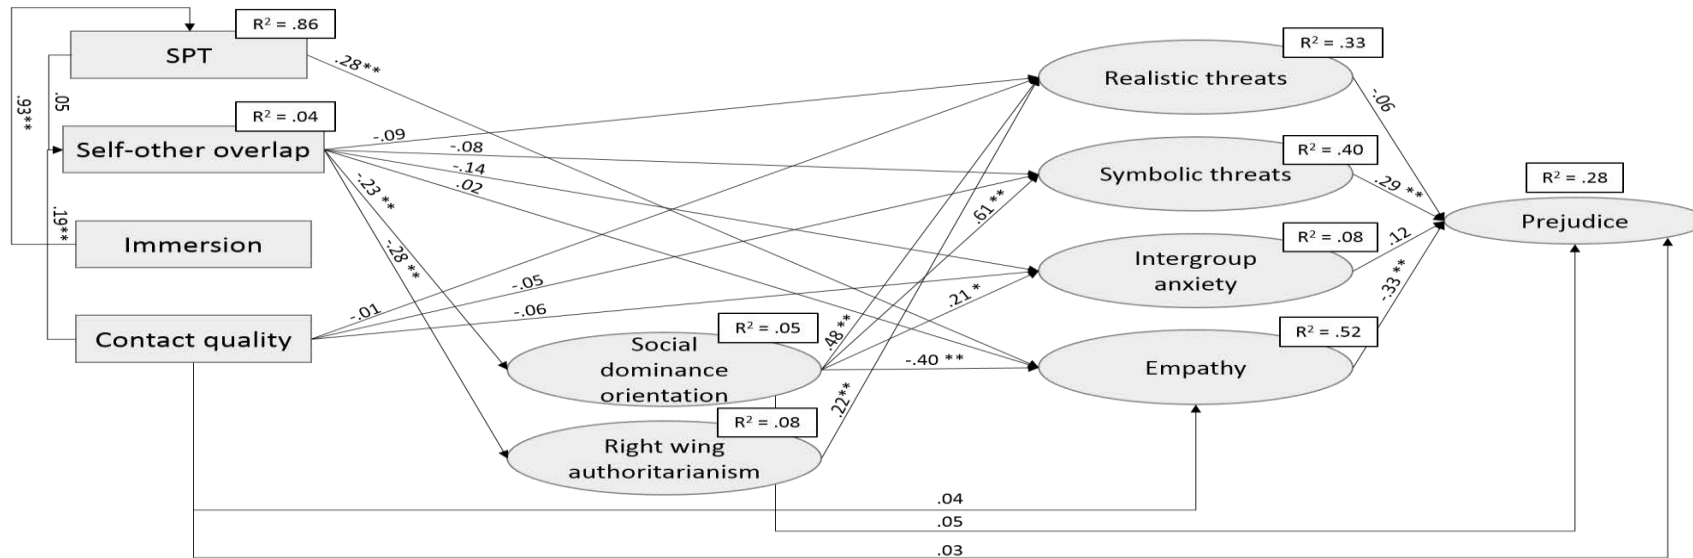 R² = .86
SPT
.28**
.93**
.05
R² = .04
Self-other overlap
-.09
-.08
-.14
.02
-.23 **
-.28 **
.19**
Immersion
Contact quality
-.01
-.05
-.06
R² = .05
Social
dominance
orientation
R² = .08
Right wing
authoritarianism
.48 **
.61 **
.21 *
-.40 **
.22**
R² = .33
Realistic threats
-.06
R² = .40
Symbolic threats
.29 **
R² = .08
Intergroup
anxiety
.12
R² = .52
Empathy
-.33 **
R² = .28
Prejudice
.04
.05
.03